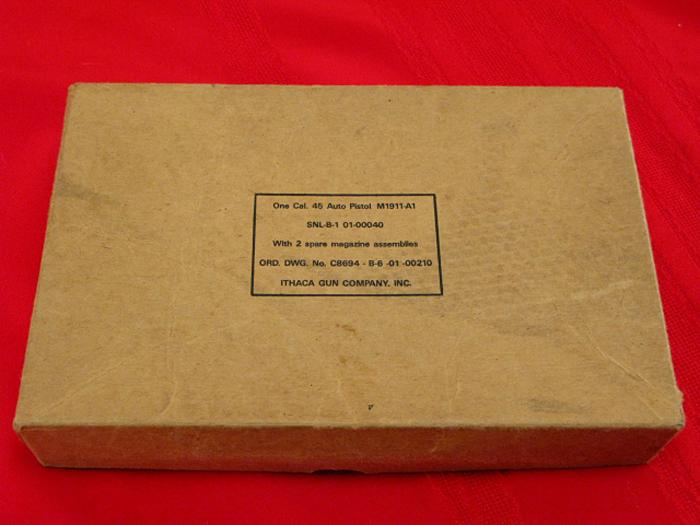 One Cal. 45 Auto Pistol M1911-A1
SNL-B-1 01-00040
With 2 spare magazine assemblies
ORD. DWG. No. C8694 - B-6 -01 -00210
ITHACA GUN COMPANY, INC.